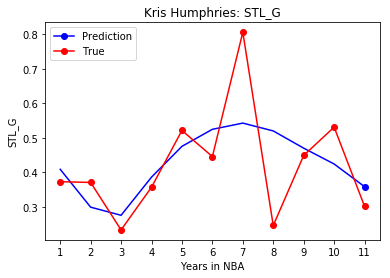 Kris Humphries: STL_G
Prediction
True
0.8
0.7
0.6
0.5
0.4
0.3
STL_G
1 2 3 4 5 6 7 8 9 10 11
Years in NBA